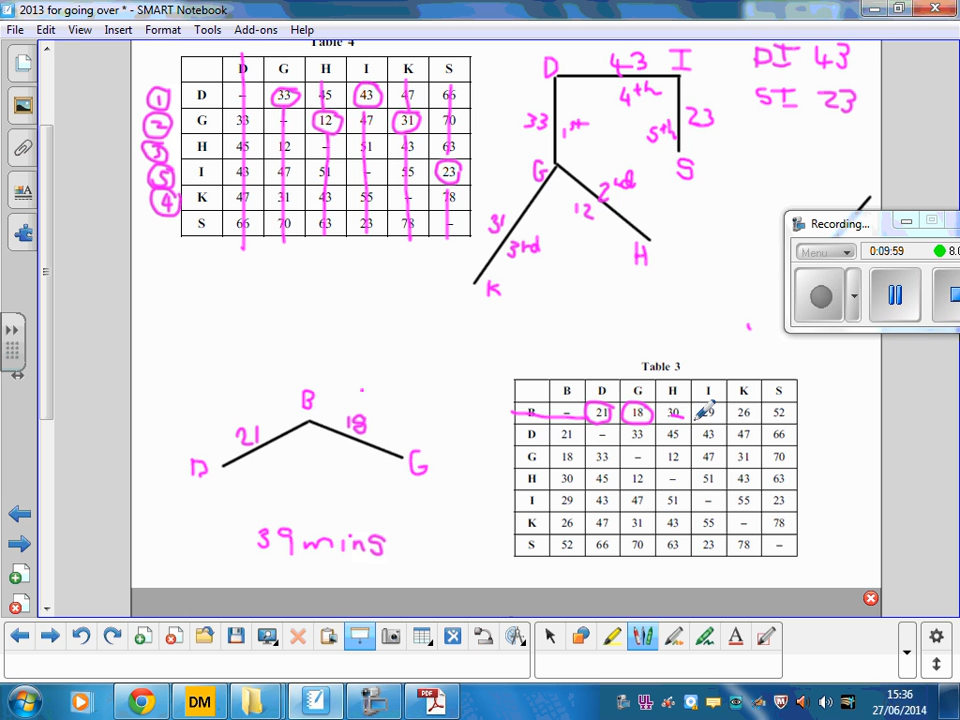 2013 for going over * - SMART Notebook
File Edit View Insert Format Tools Add-ons Help
Table 4
D G H I K S
1 D – 33 45 43 47 66
2 G 33 – 12 47 31 70
3 H 45 12 – 51 43 63
5 I 43 47 51 – 55 23
4 K 47 31 43 55 – 78
S 66 70 63 23 78 –
D 43 I
4th
33 1st
5th 23
G S
2nd
12
31
3rd
H
K
DI 43
SI 23
Recording...
Menu 0:09:59 8.0
B
21 18
D G
39 mins
Table 3
B D G H I K S
B – 21 18 30 9 26 52
D 21 – 33 45 43 47 66
G 18 33 – 12 47 31 70
H 30 45 12 – 51 43 63
I 29 43 47 51 – 55 23
K 26 47 31 43 55 – 78
S 52 66 70 63 23 78 –
A
DM
PDF
15:36
27/06/2014